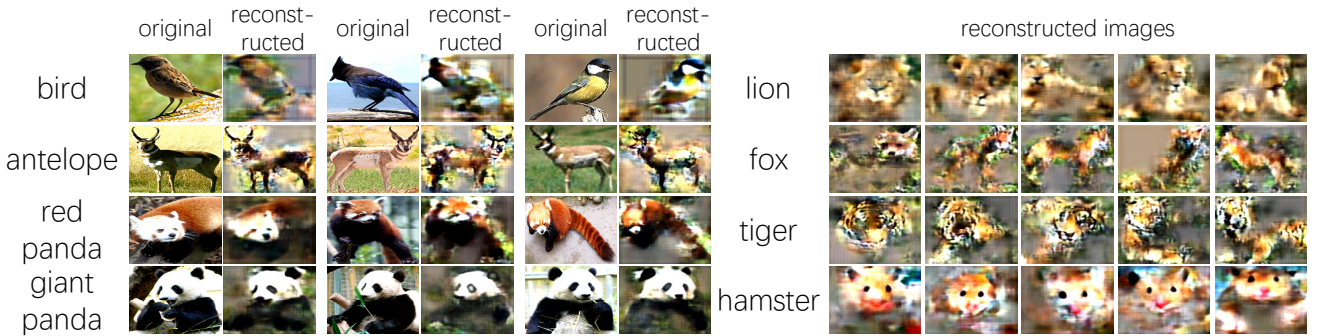 original
reconst-
ructed
original
reconst-
ructed
original
reconst-
ructed
bird
antelope
red
panda
giant
panda
reconstructed images
lion
fox
tiger
hamster